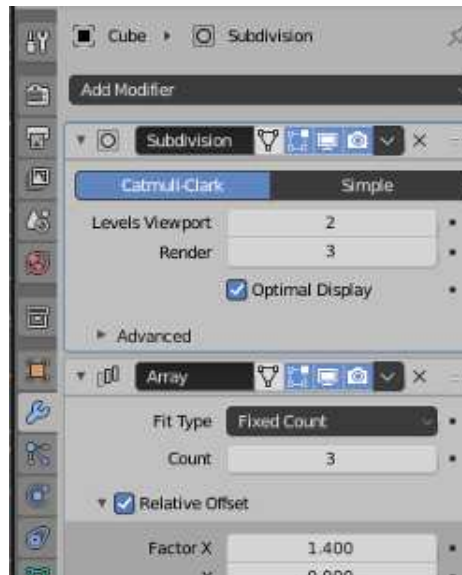 Cube Subdivision
Add Modifier
Subdivision
Catmull-Clark Simple
Levels Viewport 2
Render 3
Optimal Display
Advanced
Array
Fit Type Fixed Count
Count 3
Relative Offset
Factor X 1.400